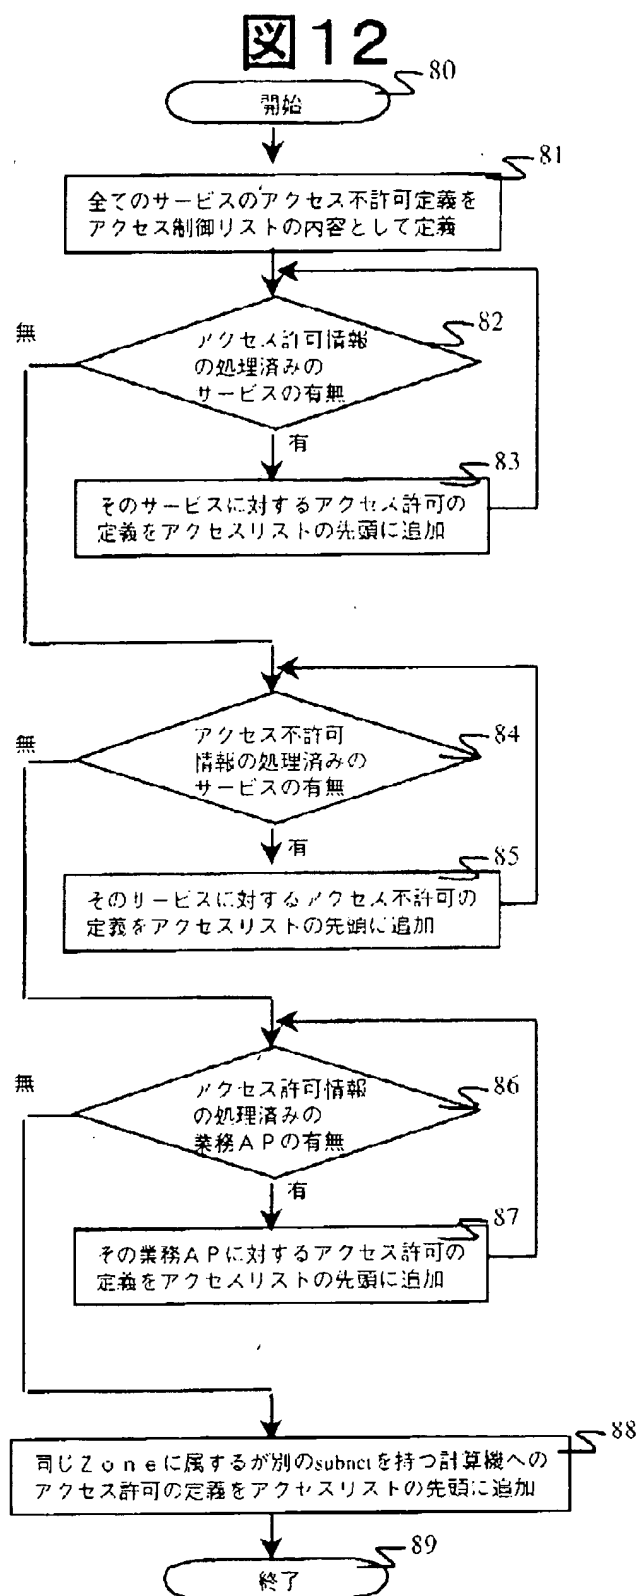 図12
80
開始
81
全てのサービスのアクセス不許可定義を
アクセス制御リストの内容として定義
無
82
アクセス許可情報
の処理済みの
サービスの有無
有
83
そのサービスに対するアクセス許可の
定義をアクセスリストの先頭に追加
無
84
アクセス不許可
情報の処理済みの
サービスの有無
有
85
そのサービスに対するアクセス不許可の
定義をアクセスリストの先頭に追加
無
86
アクセス許可情報
の処理済みの
業務APの有無
有
87
その業務APに対するアクセス許可の
定義をアクセスリストの先頭に追加
88
同じZoneに属するが別のsubnetを持つ計算機への
アクセス許可の定義をアクセスリストの先頭に追加
89
終了